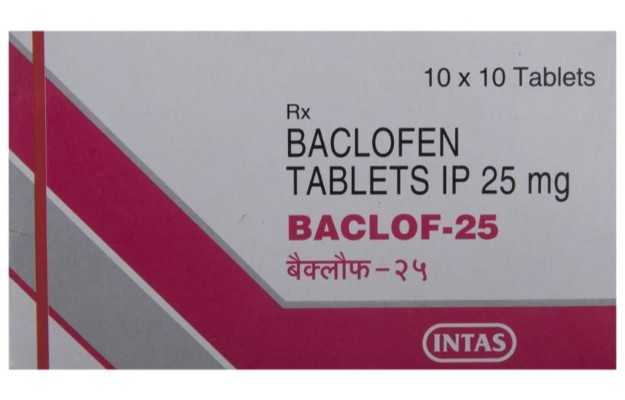 10 x 10 Tablets
Rx
BACLOFEN
TABLETS IP 25 mg
BACLOF-25
बैक्लौफ - २५
INTAS